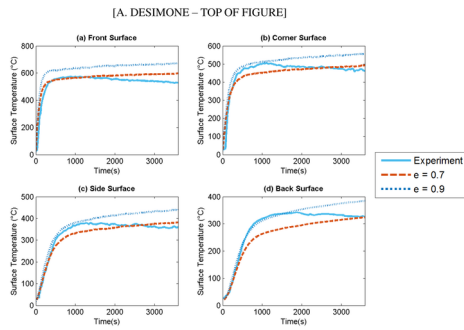 [A. DESIMONE – TOP OF FIGURE]
(a) Front Surface
Surface Temperature (°C)
800
600
400
200
0
0 1000 2000 3000
Time(s)
(b) Corner Surface
Surface Temperature (°C)
600
500
400
300
200
100
0
0 1000 2000 3000
Time(s)
(c) Side Surface
Surface Temperature (°C)
500
400
300
200
100
0
0 1000 2000 3000
Time(s)
(d) Back Surface
Surface Temperature (°C)
400
300
200
100
0
0 1000 2000 3000
Time(s)
Experiment
e = 0.7
e = 0.9